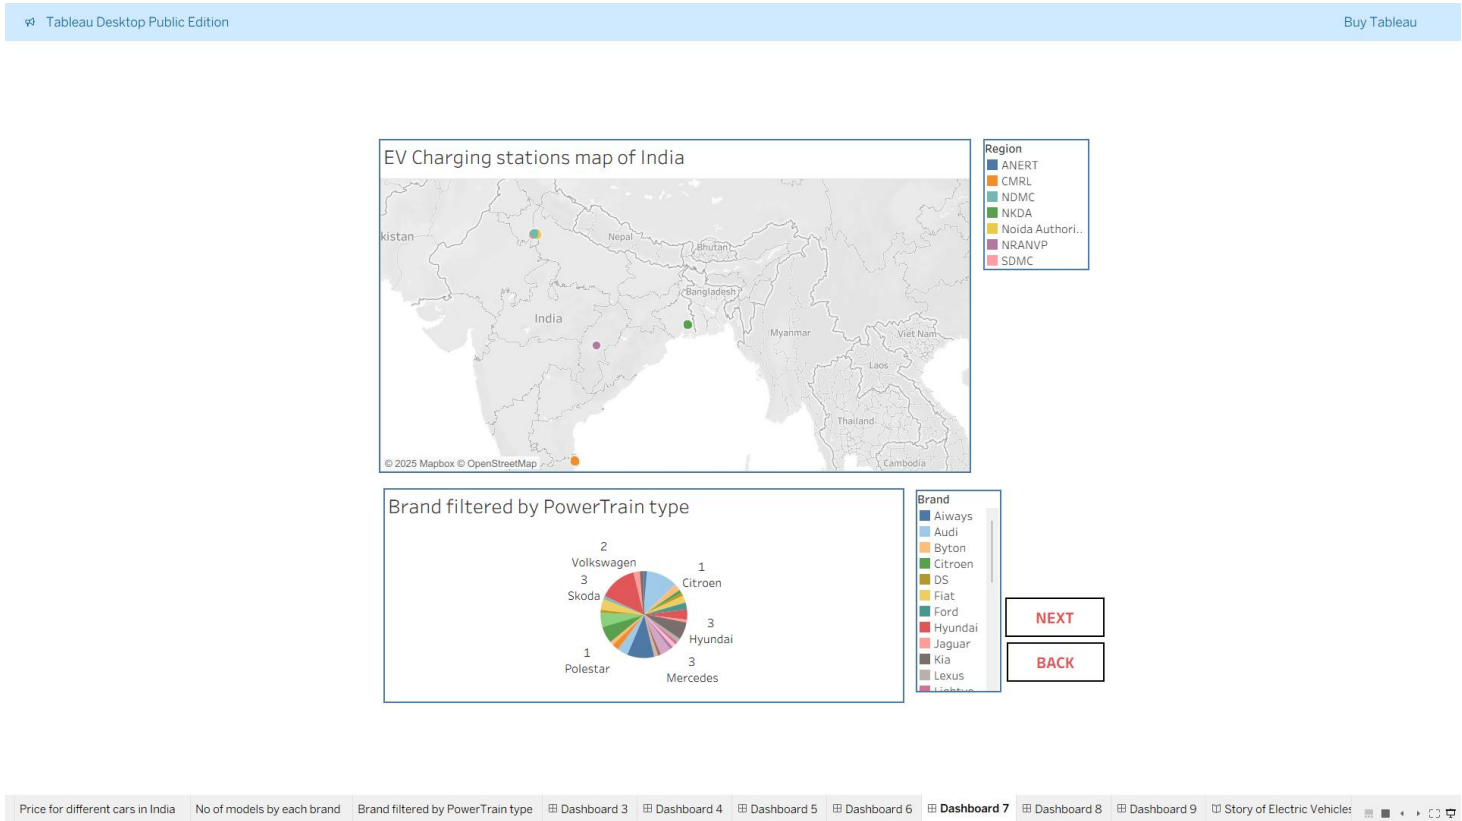 Tableau Desktop Public Edition
Buy Tableau
EV Charging stations map of India
kistan
Nepal
Bhutan
Bangladesh
India
Myanmar
Viet Nam
Laos
Thailand
Cambodia
© 2025 Mapbox © OpenStreetMap
Region
ANERT
CMRL
NDMC
NKDA
Noida Authori..
NRANVP
SDMC
Brand filtered by PowerTrain type
2
Volkswagen
1
Citroen
3
Skoda
3
Hyundai
1
Polestar
3
Mercedes
Brand
Aiways
Audi
Byton
Citroen
DS
Fiat
Ford
Hyundai
Jaguar
Kia
Lexus
NEXT
BACK
Price for different cars in India
No of models by each brand
Brand filtered by PowerTrain type
Dashboard 3
Dashboard 4
Dashboard 5
Dashboard 6
Dashboard 7
Dashboard 8
Dashboard 9
Story of Electric Vehicles